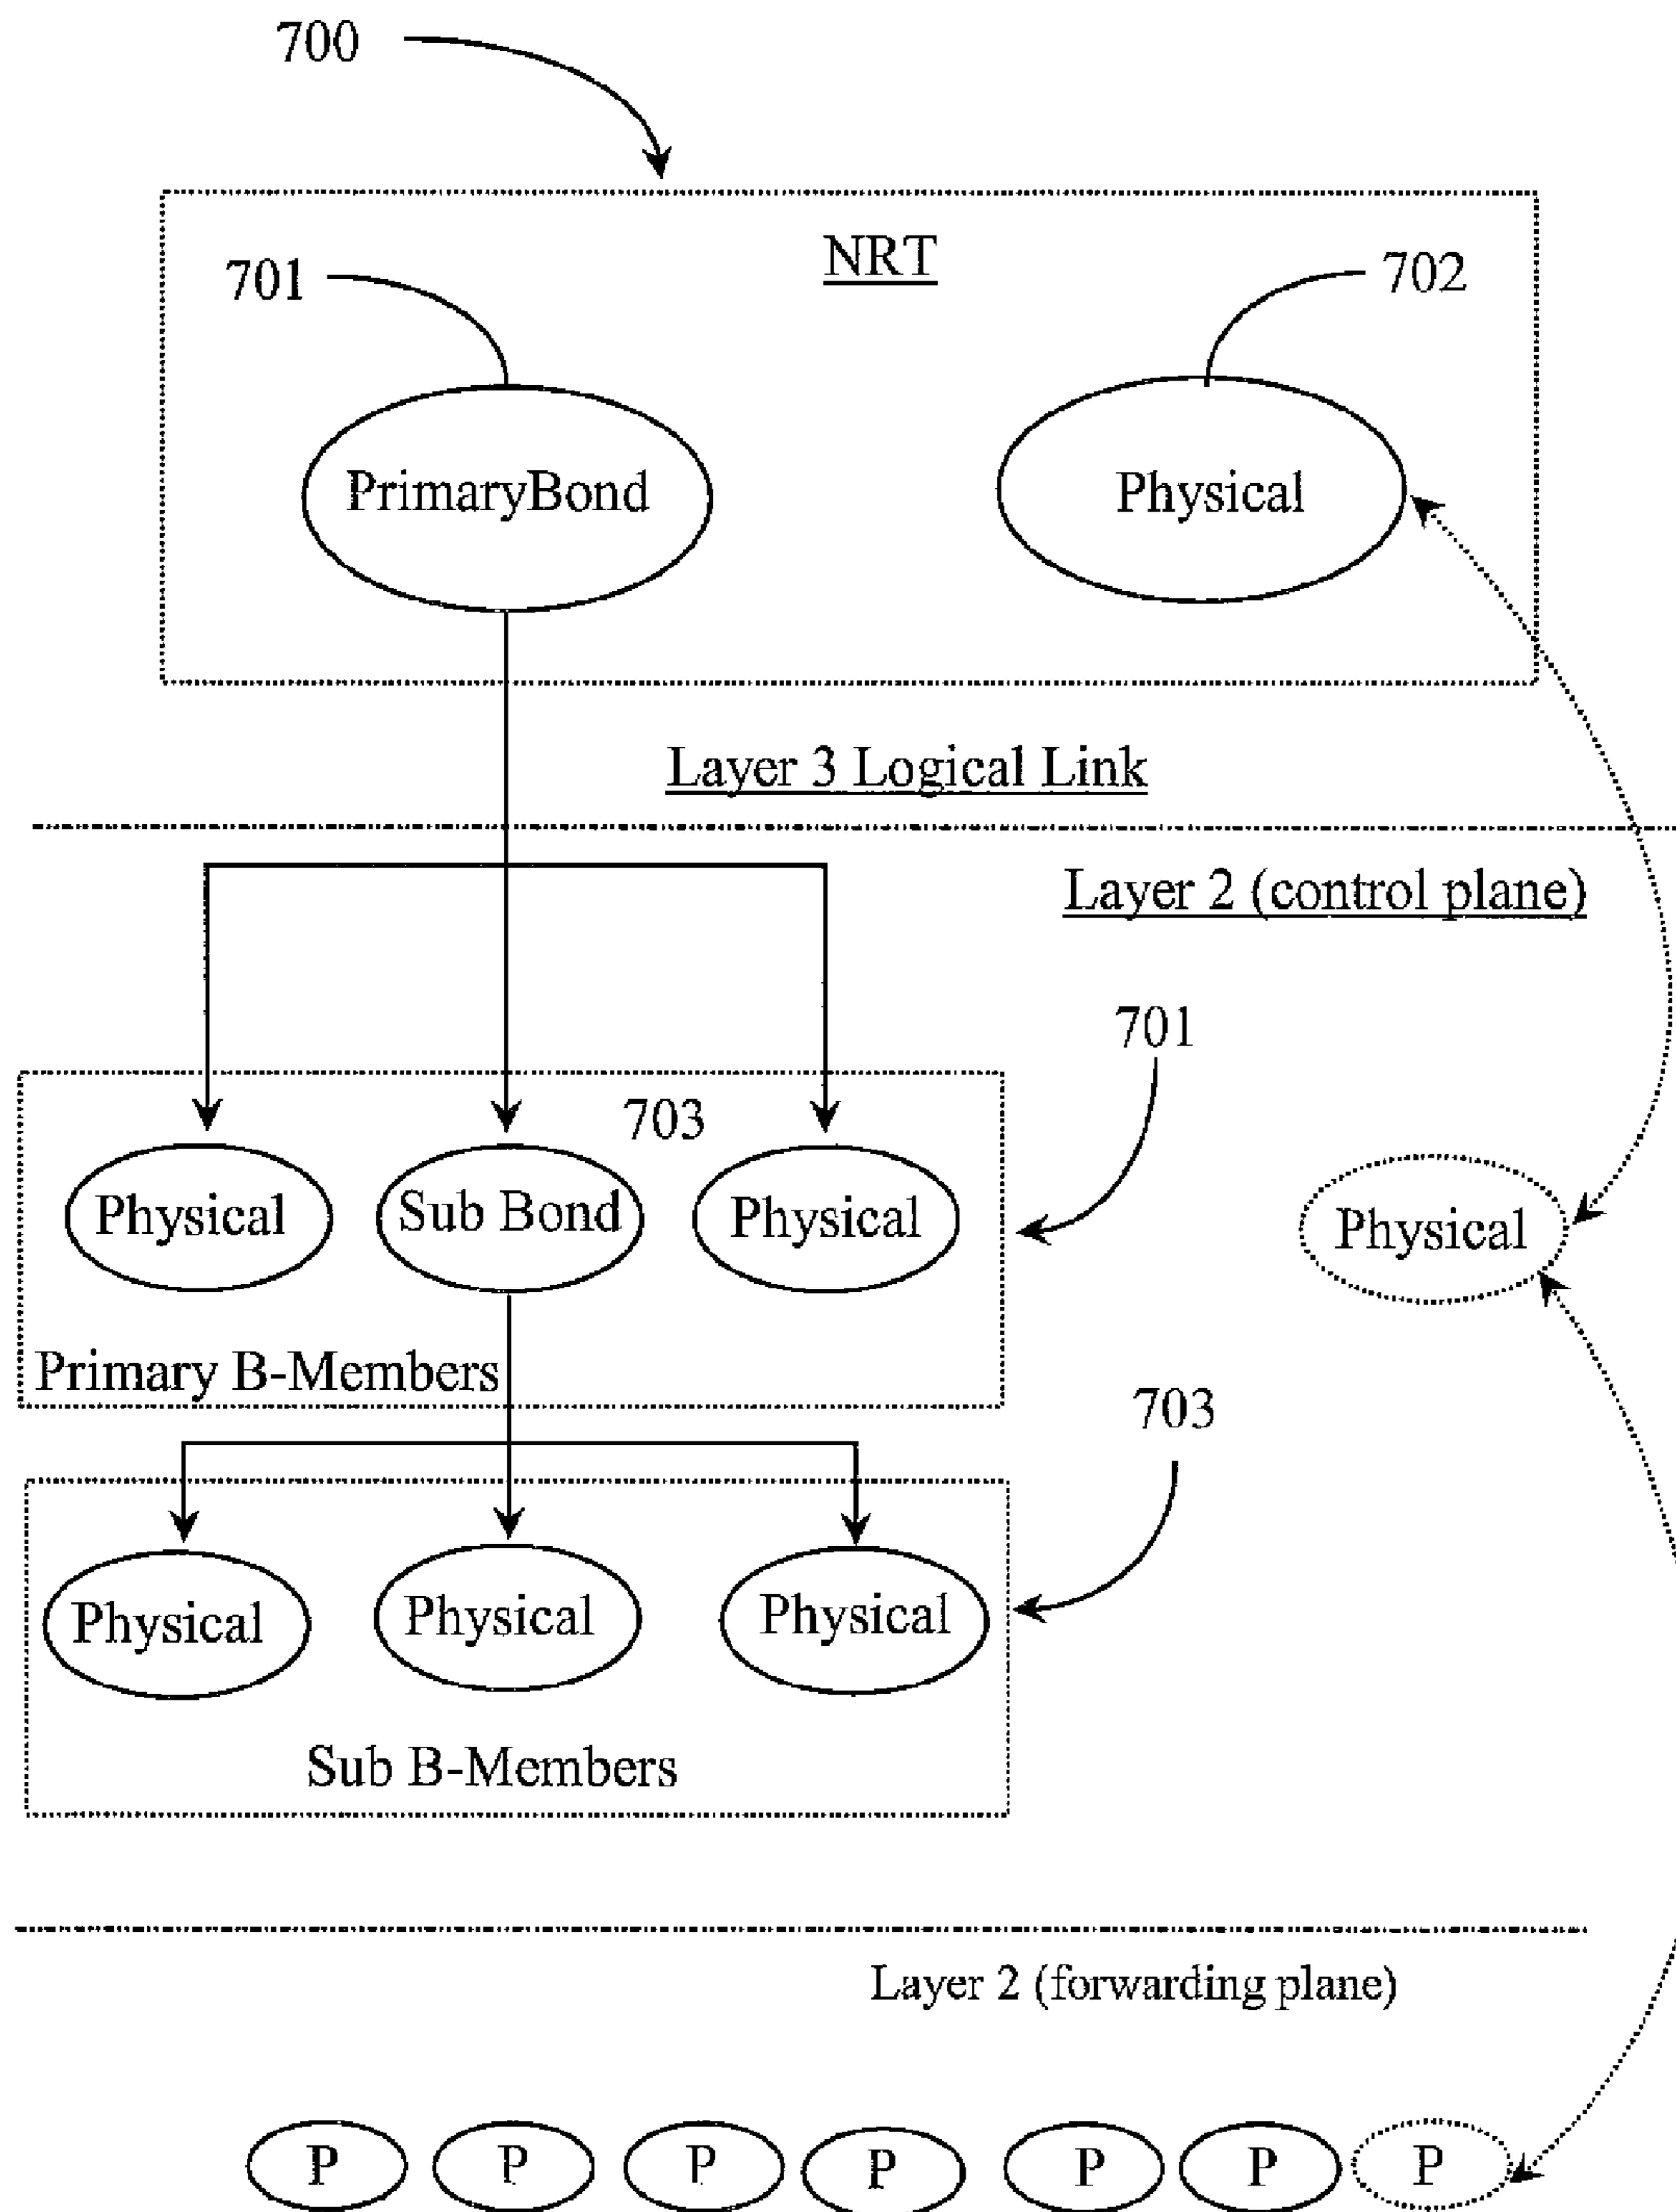 700
NRT
701
702
PrimaryBond
Physical
Layer 3 Logical Link
Layer 2 (control plane)
701
703
Physical
Sub Bond
Physical
Physical
Primary B-Members
703
Physical
Physical
Physical
Sub B-Members
Layer 2 (forwarding plane)
P
P
P
P
P
P
P